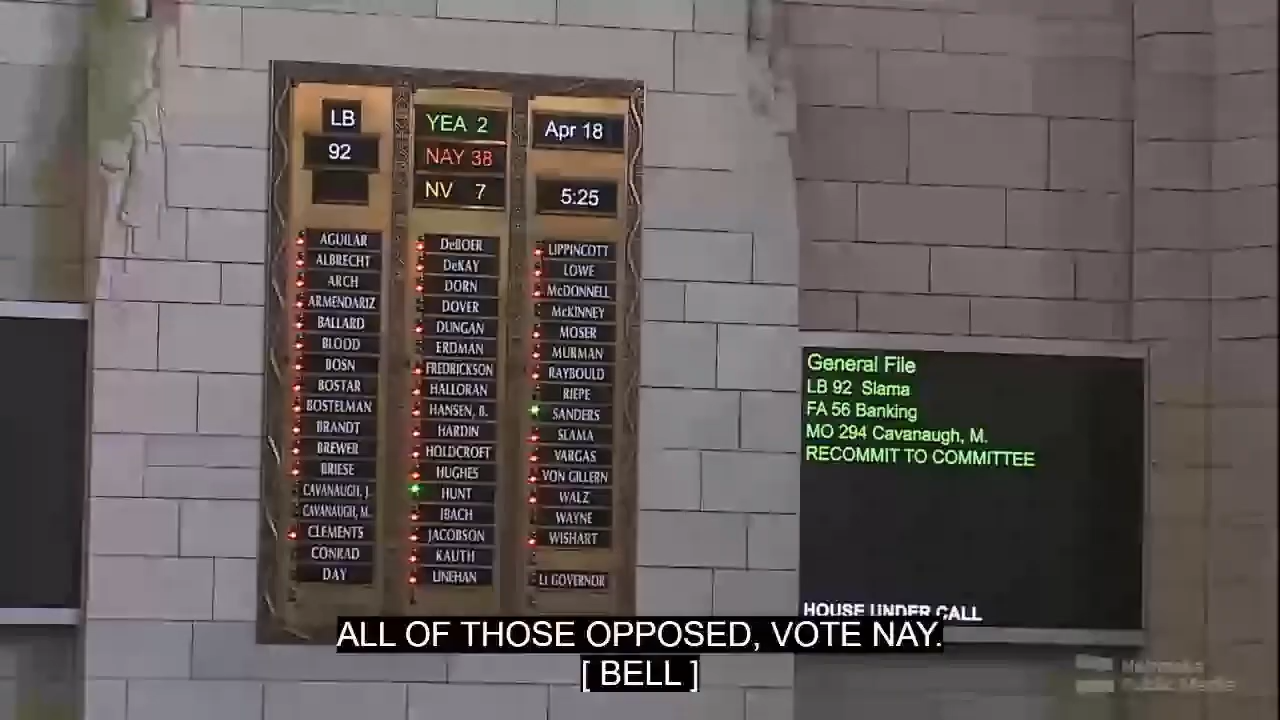 LB
92
YEA 2
NAY 38
NV 7
Apr 18
5:25
AGUILAR
ALBRECHT
ARCH
ARMENDARIZ
BALLARD
BLOOD
BOSN
BOSTAR
BOSTELMAN
BRANDT
BREWER
BRIESE
CAVANAUGH, J.
CAVANAUGH, M.
CLEMENTS
CONRAD
DAY
DeBOER
DeKAY
DORN
DOVER
DUNGAN
ERDMAN
FREDRICKSON
HALLORAN
HANSEN, B.
HARDIN
HOLDCROFT
HUGHES
HUNT
IBACH
JACOBSON
KAUTH
LINEHAN
LIPPINCOTT
LOWE
McDONNELL
McKINNEY
MOSER
MURMAN
RAYBOULD
RIEPE
SANDERS
SLAMA
VARGAS
VON GILLERN
WALZ
WAYNE
WISHART
Lt GOVERNOR
General File
LB 92 Slama
FA 56 Banking
MO 294 Cavanaugh, M.
RECOMMIT TO COMMITTEE
HOUSE UNDER CALL
ALL OF THOSE OPPOSED, VOTE NAY.
[ BELL ]
Nebraska
Public Media